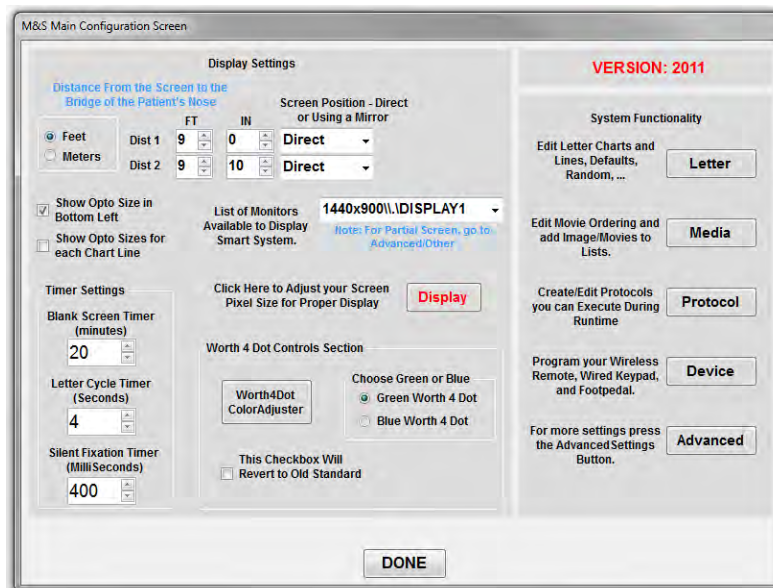 M&S Main Configuration Screen
Display Settings
Distance From the Screen to the
Bridge of the Patient's Nose
Screen Position - Direct
or Using a Mirror
FT IN
Feet
Meters
Dist 1 9 0 Direct
Dist 2 9 10 Direct
Show Opto Size in
Bottom Left
Show Opto Sizes for
each Chart Line
List of Monitors
Available to Display
Smart System.
1440x900\\.\DISPLAY1
Note: For Partial Screen, go to
Advanced/Other
Click Here to Adjust your Screen
Pixel Size for Proper Display
Display
Timer Settings
Blank Screen Timer
(minutes)
20
Letter Cycle Timer
(Seconds)
4
Silent Fixation Timer
(MilliSeconds)
400
Worth 4 Dot Controls Section
Worth4Dot
ColorAdjuster
Choose Green or Blue
Green Worth 4 Dot
Blue Worth 4 Dot
This Checkbox Will
Revert to Old Standard
VERSION: 2011
System Functionality
Edit Letter Charts and
Lines, Defaults,
Random, ...
Letter
Edit Movie Ordering and
add Image/Movies to
Lists.
Media
Create/Edit Protocols
you can Execute During
Runtime
Protocol
Program your Wireless
Remote, Wired Keypad,
and Footpedal.
Device
For more settings press
the AdvancedSettings
Button.
Advanced
DONE